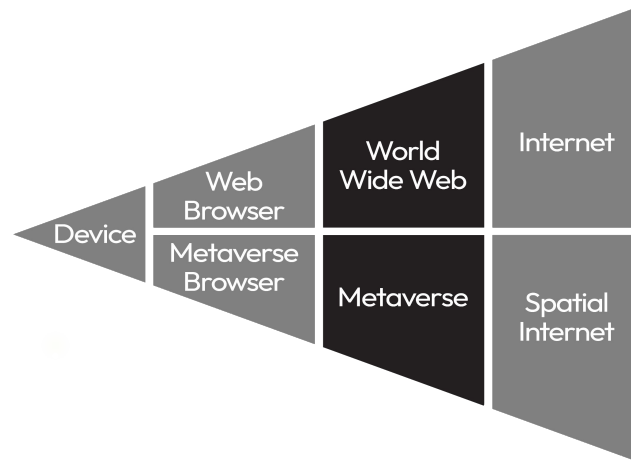 Device
Web
Browser
Metaverse
Browser
World
Wide Web
Metaverse
Internet
Spatial
Internet